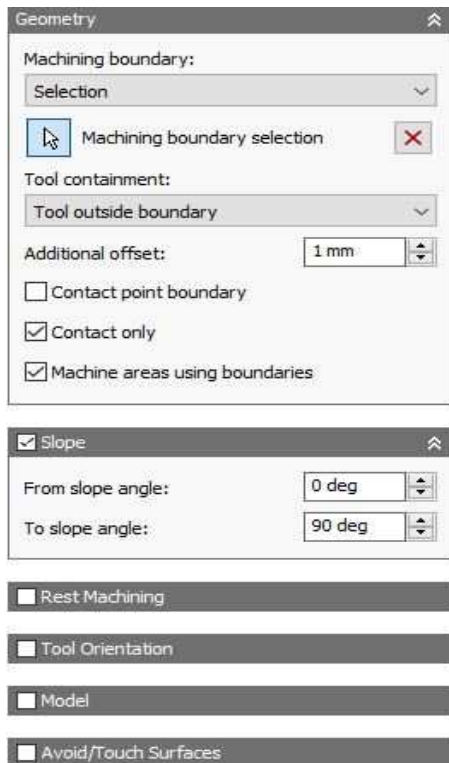 Geometry
Machining boundary:
Selection
Machining boundary selection
Tool containment:
Tool outside boundary
Additional offset: 1 mm
Contact point boundary
Contact only
Machine areas using boundaries
Slope
From slope angle: 0 deg
To slope angle: 90 deg
Rest Machining
Tool Orientation
Model
Avoid/Touch Surfaces